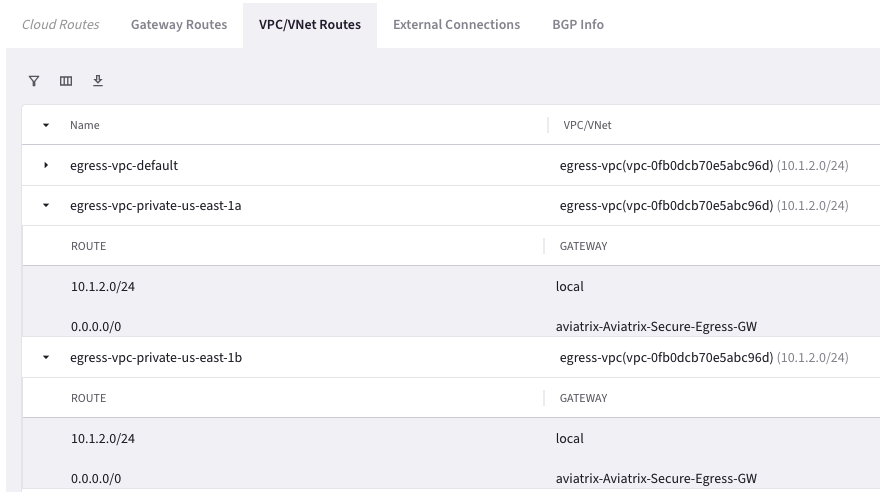 Cloud Routes Gateway Routes VPC/VNet Routes External Connections BGP Info
Name VPC/VNet
egress-vpc-default egress-vpc(vpc-0fb0dcb70e5abc96d) (10.1.2.0/24)
egress-vpc-private-us-east-1a egress-vpc(vpc-0fb0dcb70e5abc96d) (10.1.2.0/24)
ROUTE GATEWAY
10.1.2.0/24 local
0.0.0.0/0 aviatrix-Aviatrix-Secure-Egress-GW
egress-vpc-private-us-east-1b egress-vpc(vpc-0fb0dcb70e5abc96d) (10.1.2.0/24)
ROUTE GATEWAY
10.1.2.0/24 local
0.0.0.0/0 aviatrix-Aviatrix-Secure-Egress-GW